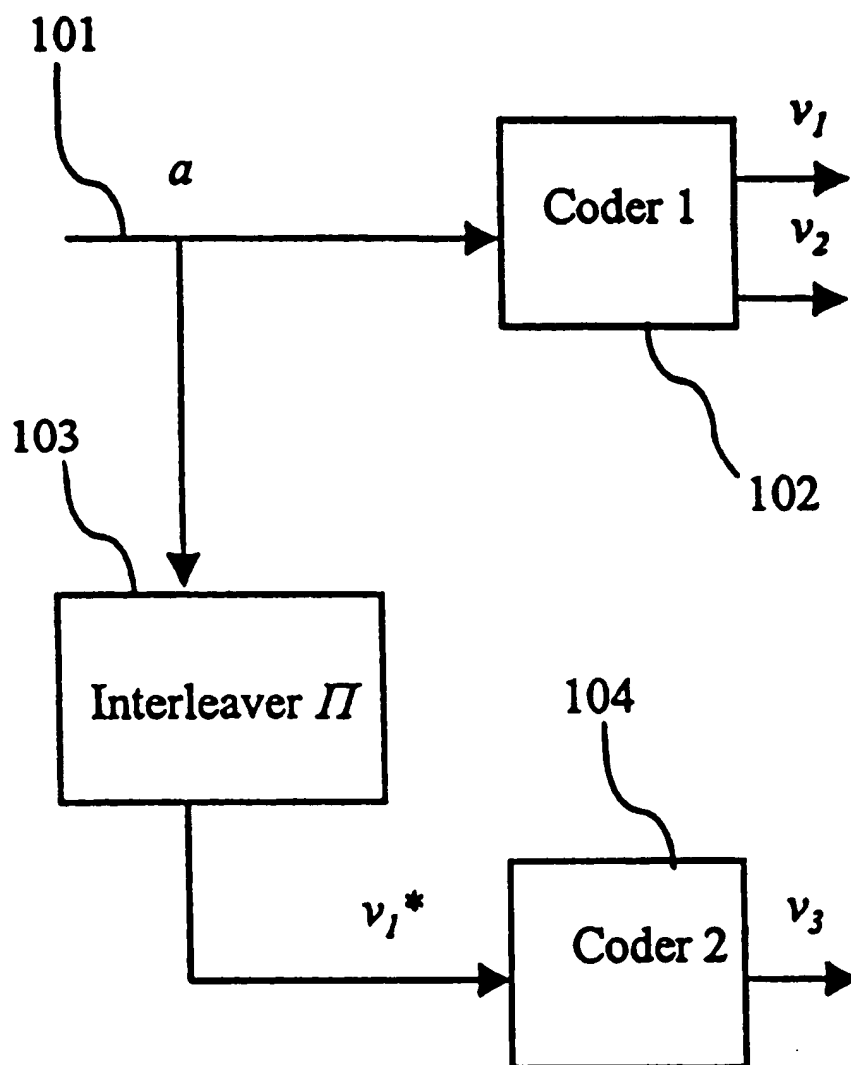 101
a
v1
Coder 1
v2
103
102
Interleaver Π
104
v1*
Coder 2
v3